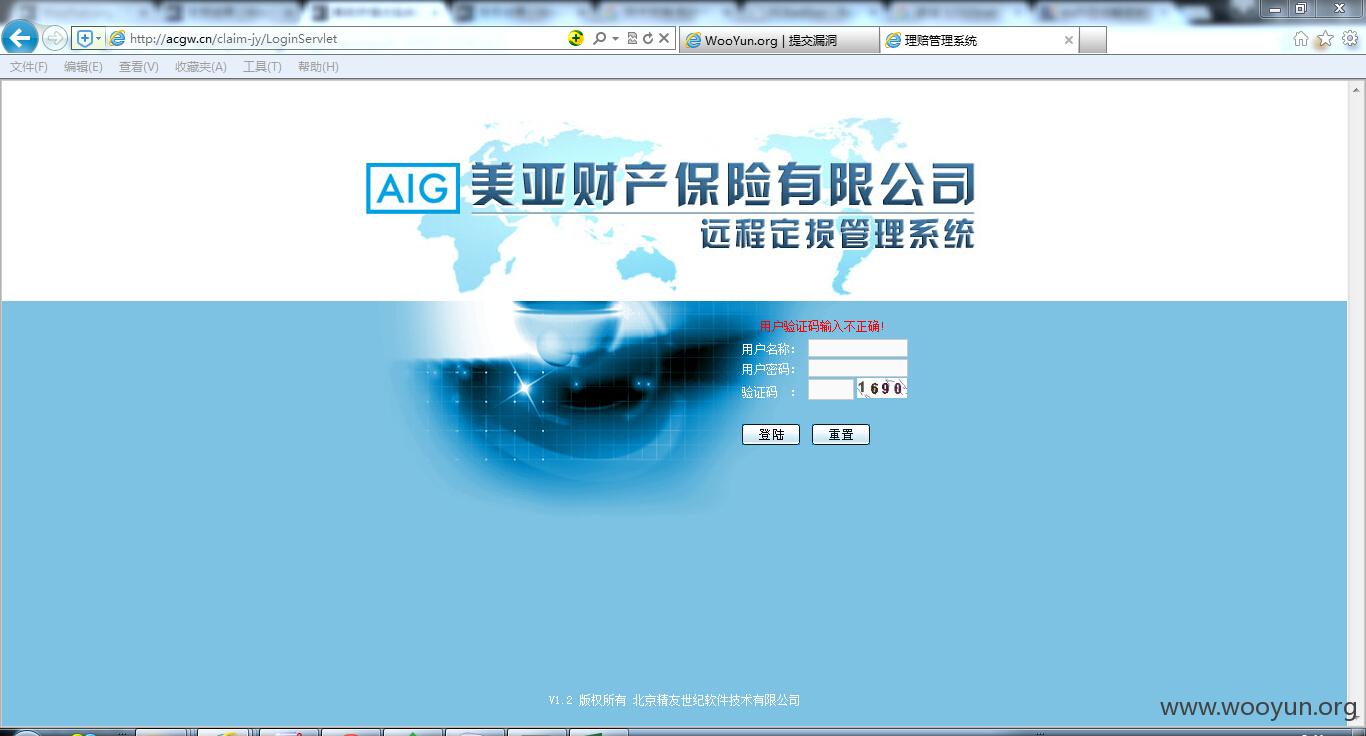 http://acgw.cn/claim-jy/LoginServlet
WooYun.org | 提交漏洞
理赔管理系统
文件(F) 编辑(E) 查看(V) 收藏夹(A) 工具(T) 帮助(H)
AIG 美亚财产保险有限公司
远程定损管理系统
用户验证码输入不正确!
用户名称：
用户密码：
验证码 ： 1690
登陆 重置
V1.2 版权所有 北京精友世纪软件技术有限公司
www.wooyun.org